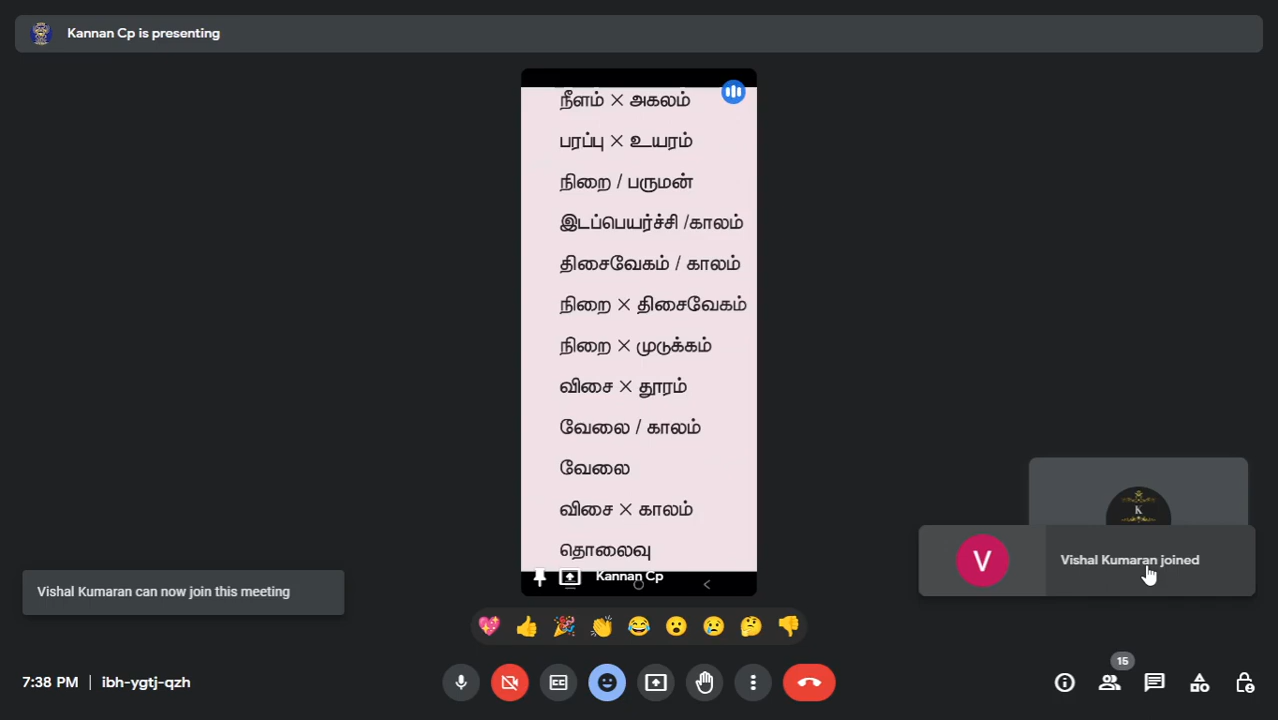 Kannan Cp is presenting
நீளம் × அகலம்
பரப்பு × உயரம்
நிறை / பருமன்
இடப்பெயர்ச்சி /காலம்
திசைவேகம் / காலம்
நிறை × திசைவேகம்
நிறை × முடுக்கம்
விசை × தூரம்
வேலை / காலம்
வேலை
விசை × காலம்
தொலைவு
Kannan Cp
K
V
Vishal Kumaran joined
Vishal Kumaran can now join this meeting
15
7:38 PM | ibh-ygtj-qzh